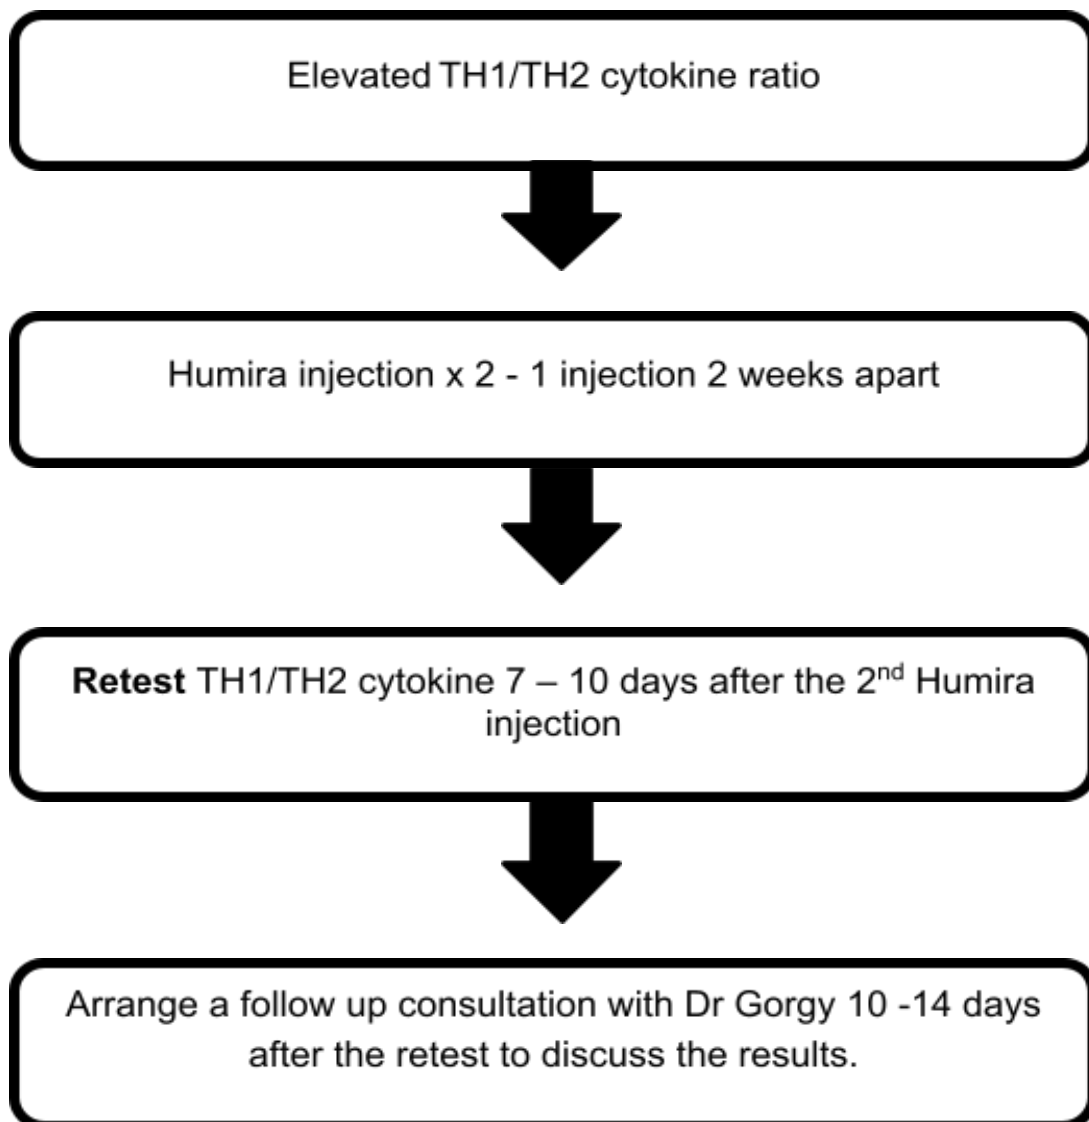 Elevated TH1/TH2 cytokine ratio
Humira injection x 2 - 1 injection 2 weeks apart
Retest TH1/TH2 cytokine 7 – 10 days after the 2nd Humira
injection
Arrange a follow up consultation with Dr Gorgy 10 -14 days
after the retest to discuss the results.